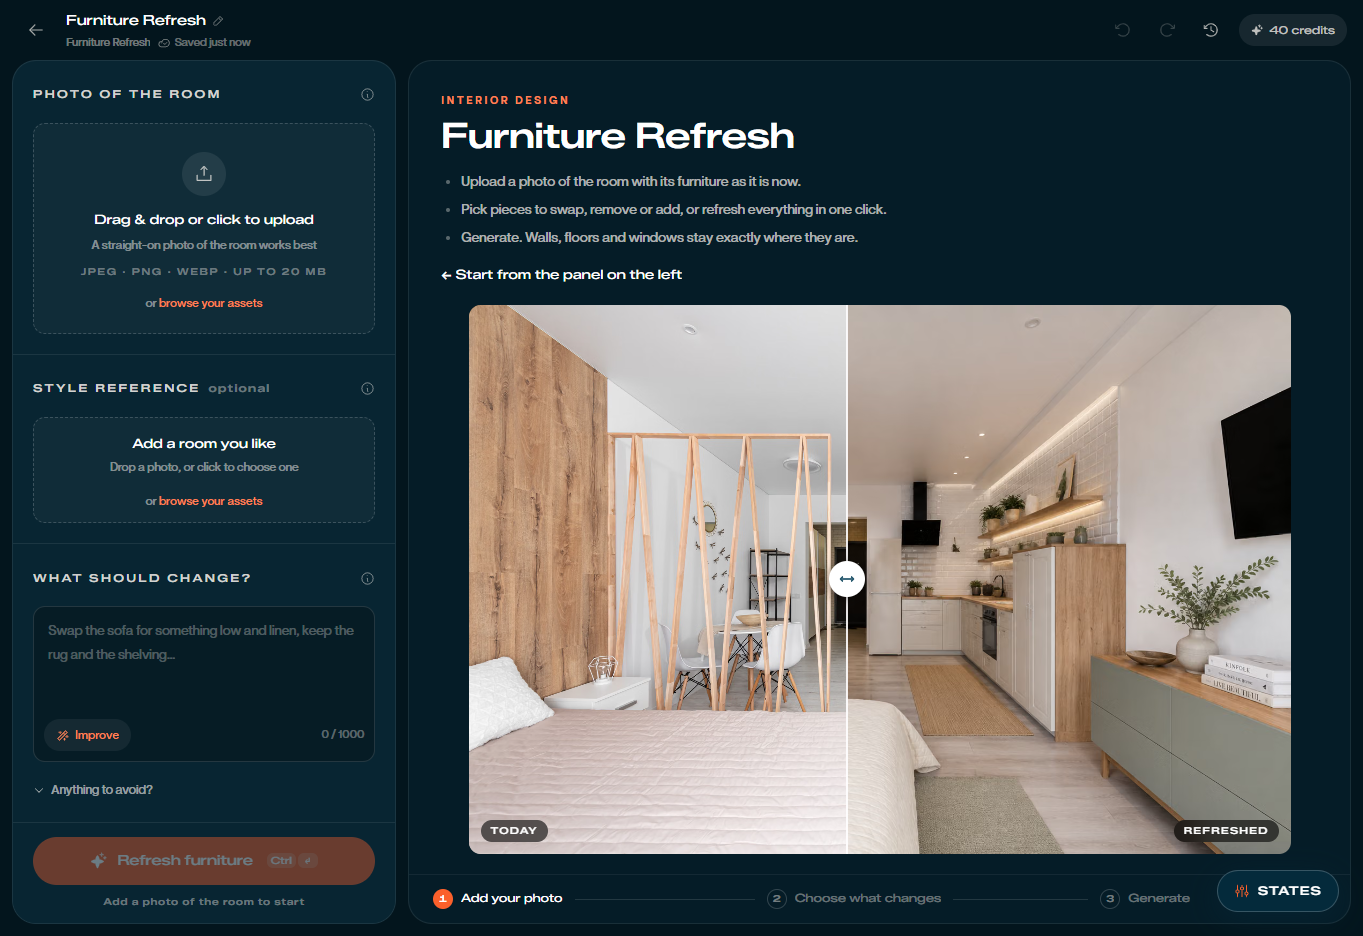 Furniture Refresh
Furniture Refresh Saved just now
40 credits
PHOTO OF THE ROOM
Drag & drop or click to upload
A straight-on photo of the room works best
JPEG · PNG · WEBP · UP TO 20 MB
or browse your assets
STYLE REFERENCE optional
Add a room you like
Drop a photo, or click to choose one
or browse your assets
WHAT SHOULD CHANGE?
Swap the sofa for something low and linen, keep the
rug and the shelving...
Improve
0 / 1000
Anything to avoid?
Refresh furniture Ctrl
Add a photo of the room to start
INTERIOR DESIGN
Furniture Refresh
Upload a photo of the room with its furniture as it is now.
Pick pieces to swap, remove or add, or refresh everything in one click.
Generate. Walls, floors and windows stay exactly where they are.
← Start from the panel on the left
KINFOLK
LIVE BEAUTIFUL
TODAY
REFRESHED
1 Add your photo
2 Choose what changes
3 Generate
STATES